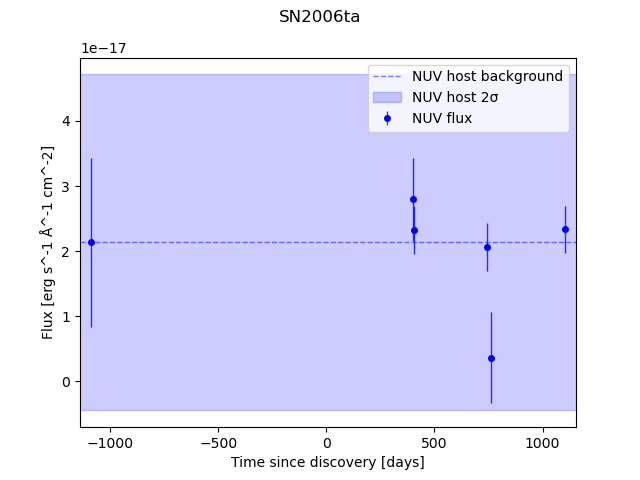 SN2006ta
1e−17
NUV host background
NUV host 2σ
NUV flux
4
3
2
1
0
Flux [erg s^-1 Å^-1 cm^-2]
−1000 −500 0 500 1000
Time since discovery [days]